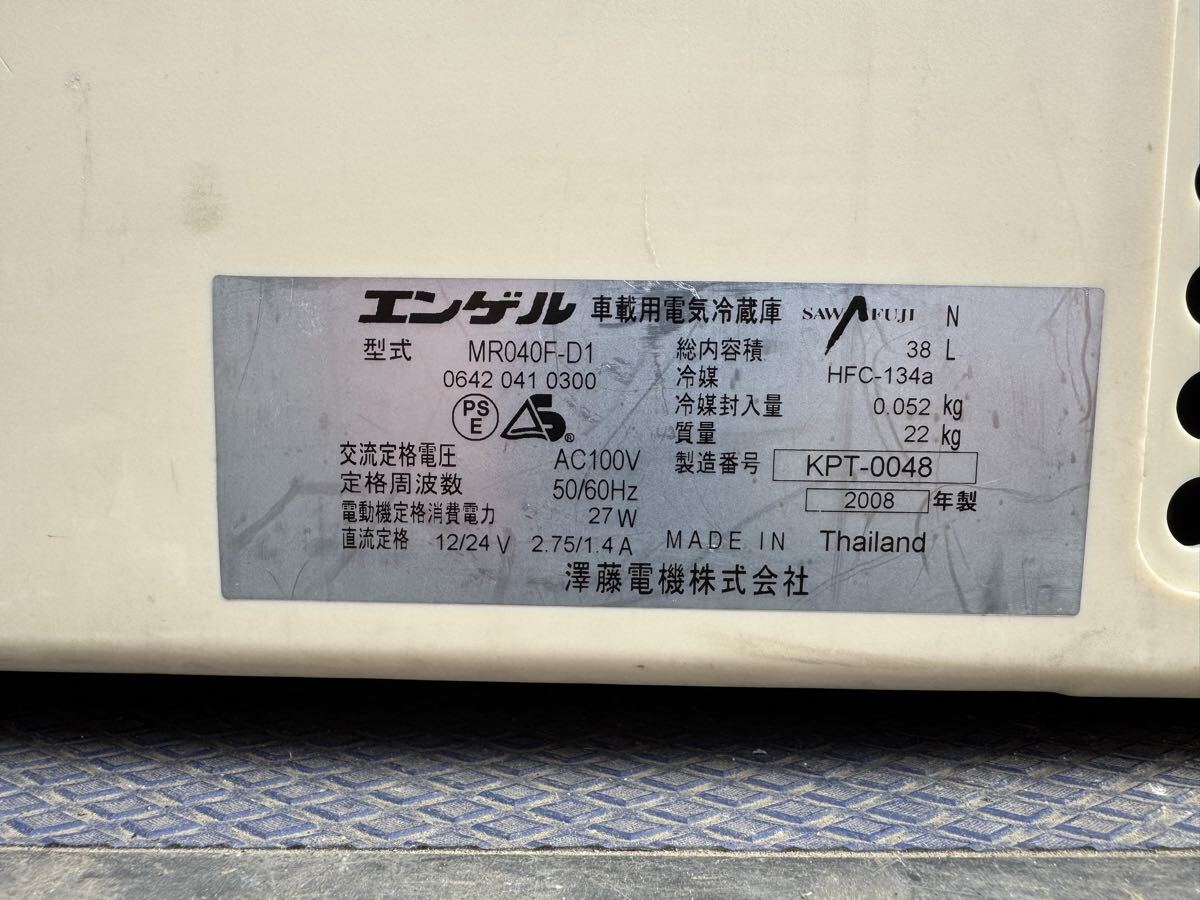 エンゲル 車載用電気冷蔵庫 SAWAFUJI N
型式 MR040F-D1 総内容積 38 L
0642 041 0300 冷媒 HFC-134a
PS E 冷媒封入量 0.052 kg
質量 22 kg
交流定格電圧 AC100V 製造番号 KPT-0048
定格周波数 50/60Hz 2008 年製
電動機定格消費電力 27 W
直流定格 12/24 V 2.75/1.4 A MADE IN Thailand
澤藤電機株式会社